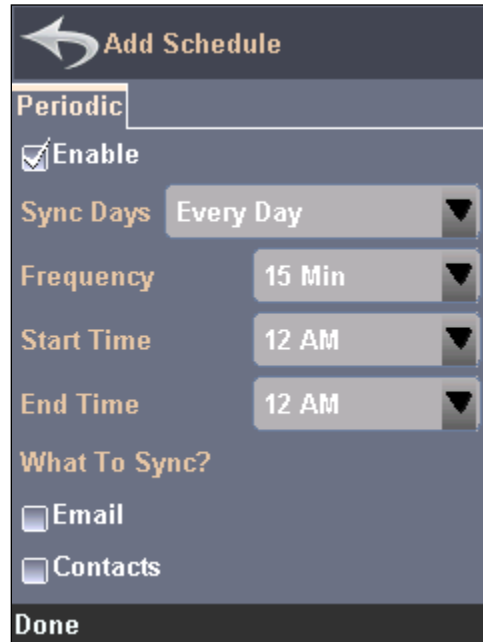 Add Schedule
Periodic
Enable
Sync Days Every Day
Frequency 15 Min
Start Time 12 AM
End Time 12 AM
What To Sync?
Email
Contacts
Done